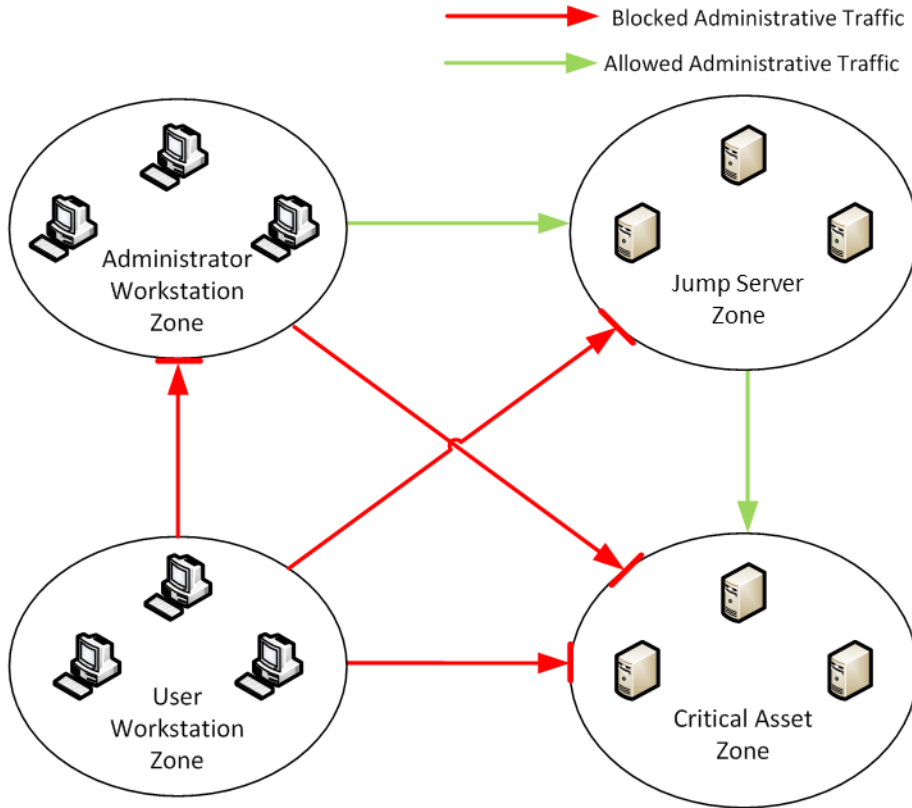 Blocked Administrative Traffic
Allowed Administrative Traffic
Administrator
Workstation
Zone
Jump Server
Zone
User
Workstation
Zone
Critical Asset
Zone